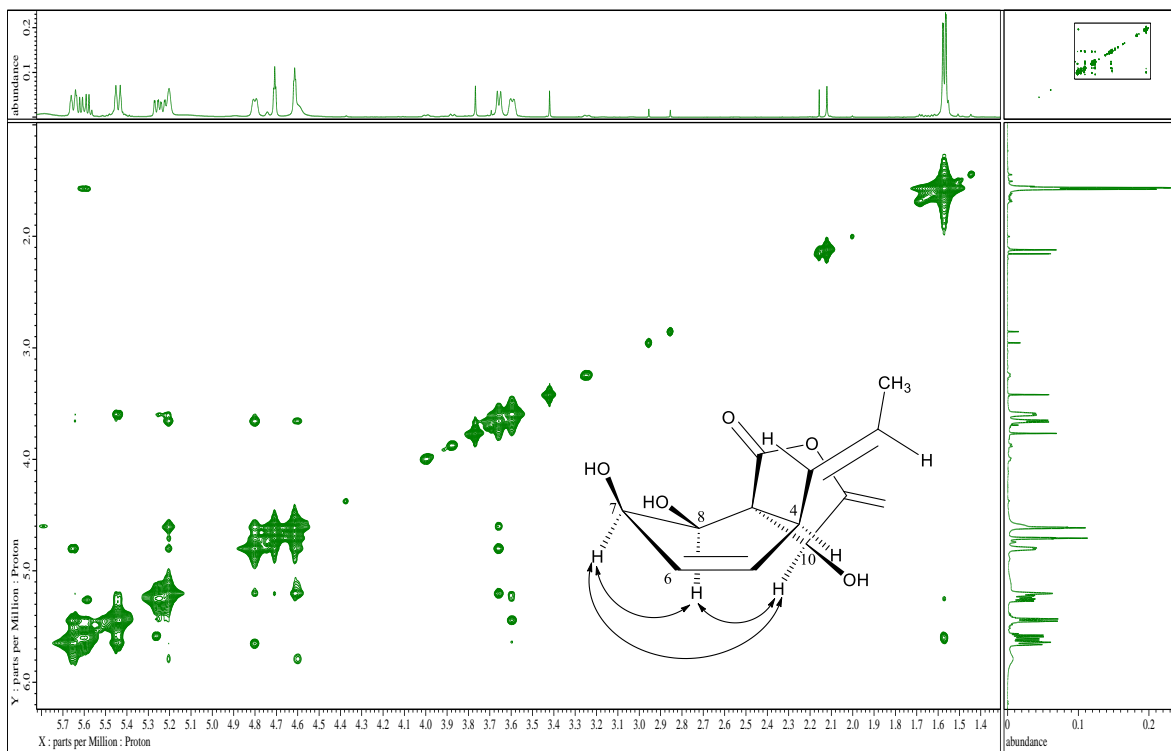 abundance
0.1 0.2
2.0
3.0
4.0
5.0
6.0
Y : parts per Million : Proton
CH3
O
H
O
H
HO
HO
7
8
4
H
H
6
10
OH
H
H
5.7 5.6 5.5 5.4 5.3 5.2 5.1 5.0 4.9 4.8 4.7 4.6 4.5 4.4 4.3 4.2 4.1 4.0 3.9 3.8 3.7 3.6 3.5 3.4 3.3 3.2 3.1 3.0 2.9 2.8 2.7 2.6 2.5 2.4 2.3 2.2 2.1 2.0 1.9 1.8 1.7 1.6 1.5 1.4
X : parts per Million : Proton
0 0.1 0.2
abundance